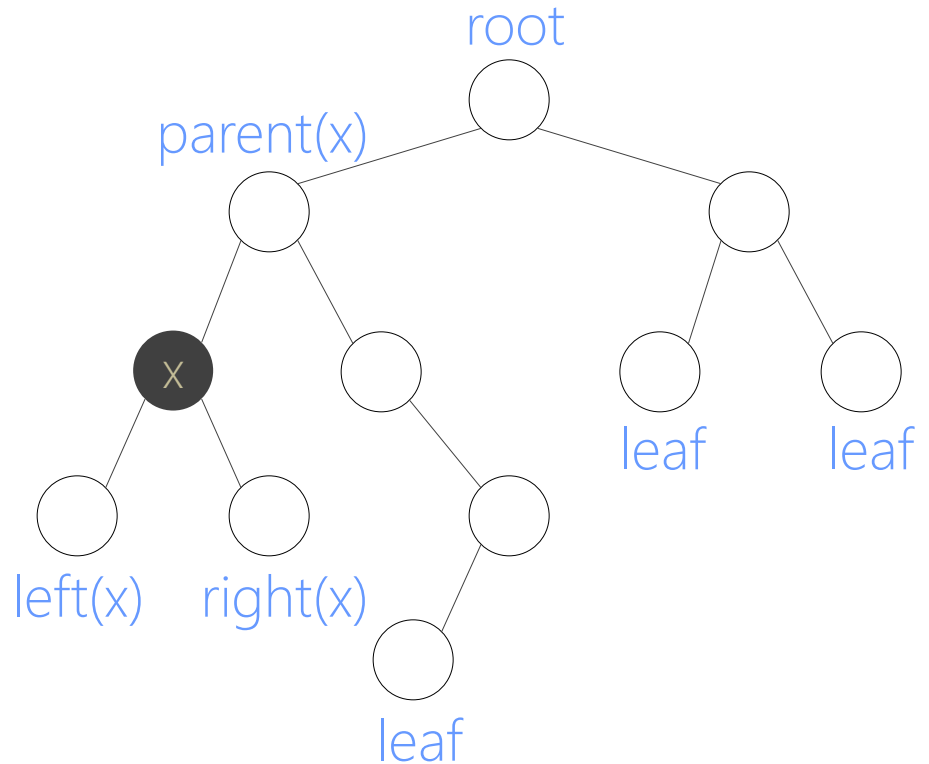 root
parent(x)
x
leaf
leaf
left(x)
right(x)
leaf